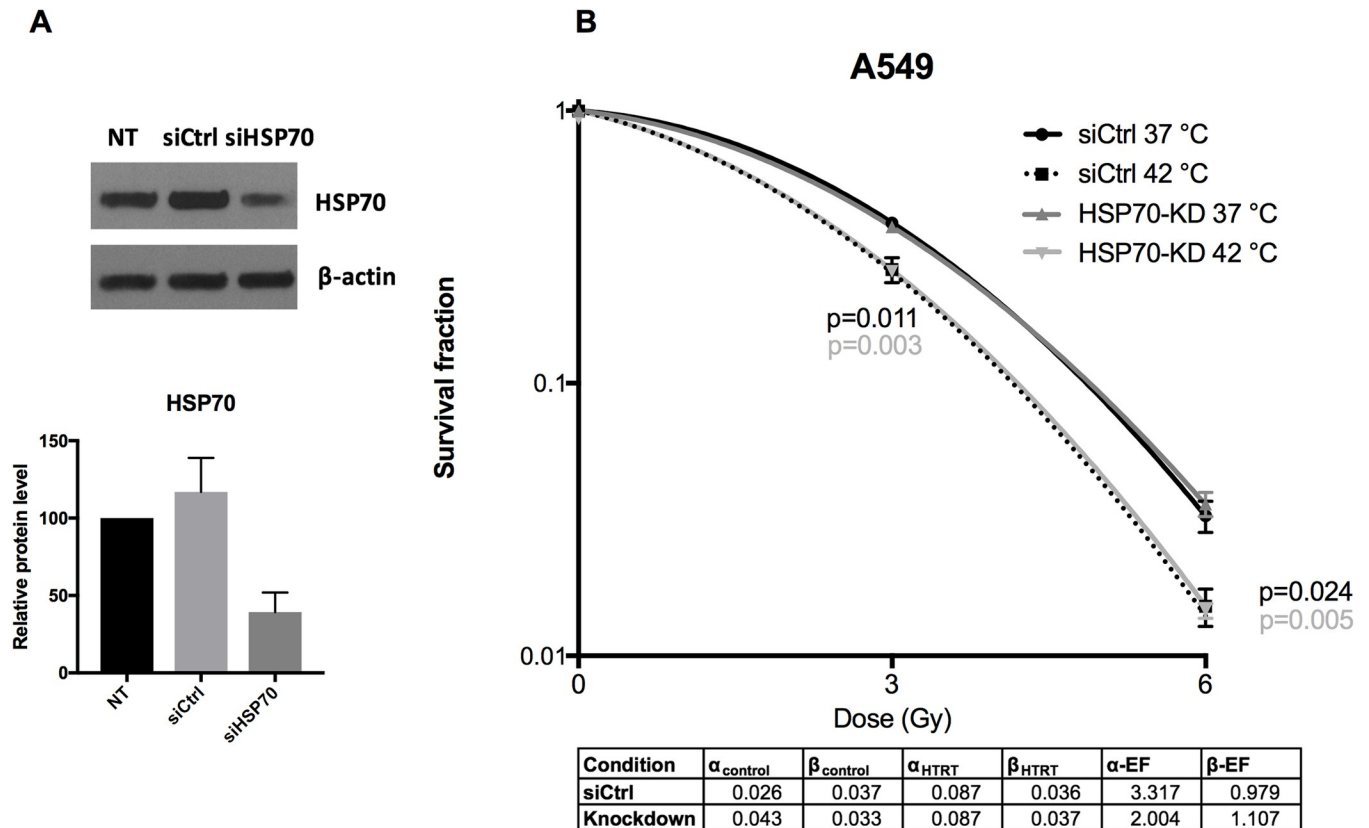 A
NT siCtrl siHSP70
HSP70
β-actin
HSP70
Relative protein level
150
100
50
0
NT
siCtrl
siHSP70
B
A549
Survival fraction
1
0.1
0.01
siCtrl 37 °C
siCtrl 42 °C
HSP70-KD 37 °C
HSP70-KD 42 °C
p=0.011
p=0.003
p=0.024
p=0.005
0 3 6
Dose (Gy)
Condition αcontrol βcontrol αHTRT βHTRT α-EF β-EF
siCtrl 0.026 0.037 0.087 0.036 3.317 0.979
Knockdown 0.043 0.033 0.087 0.037 2.004 1.107